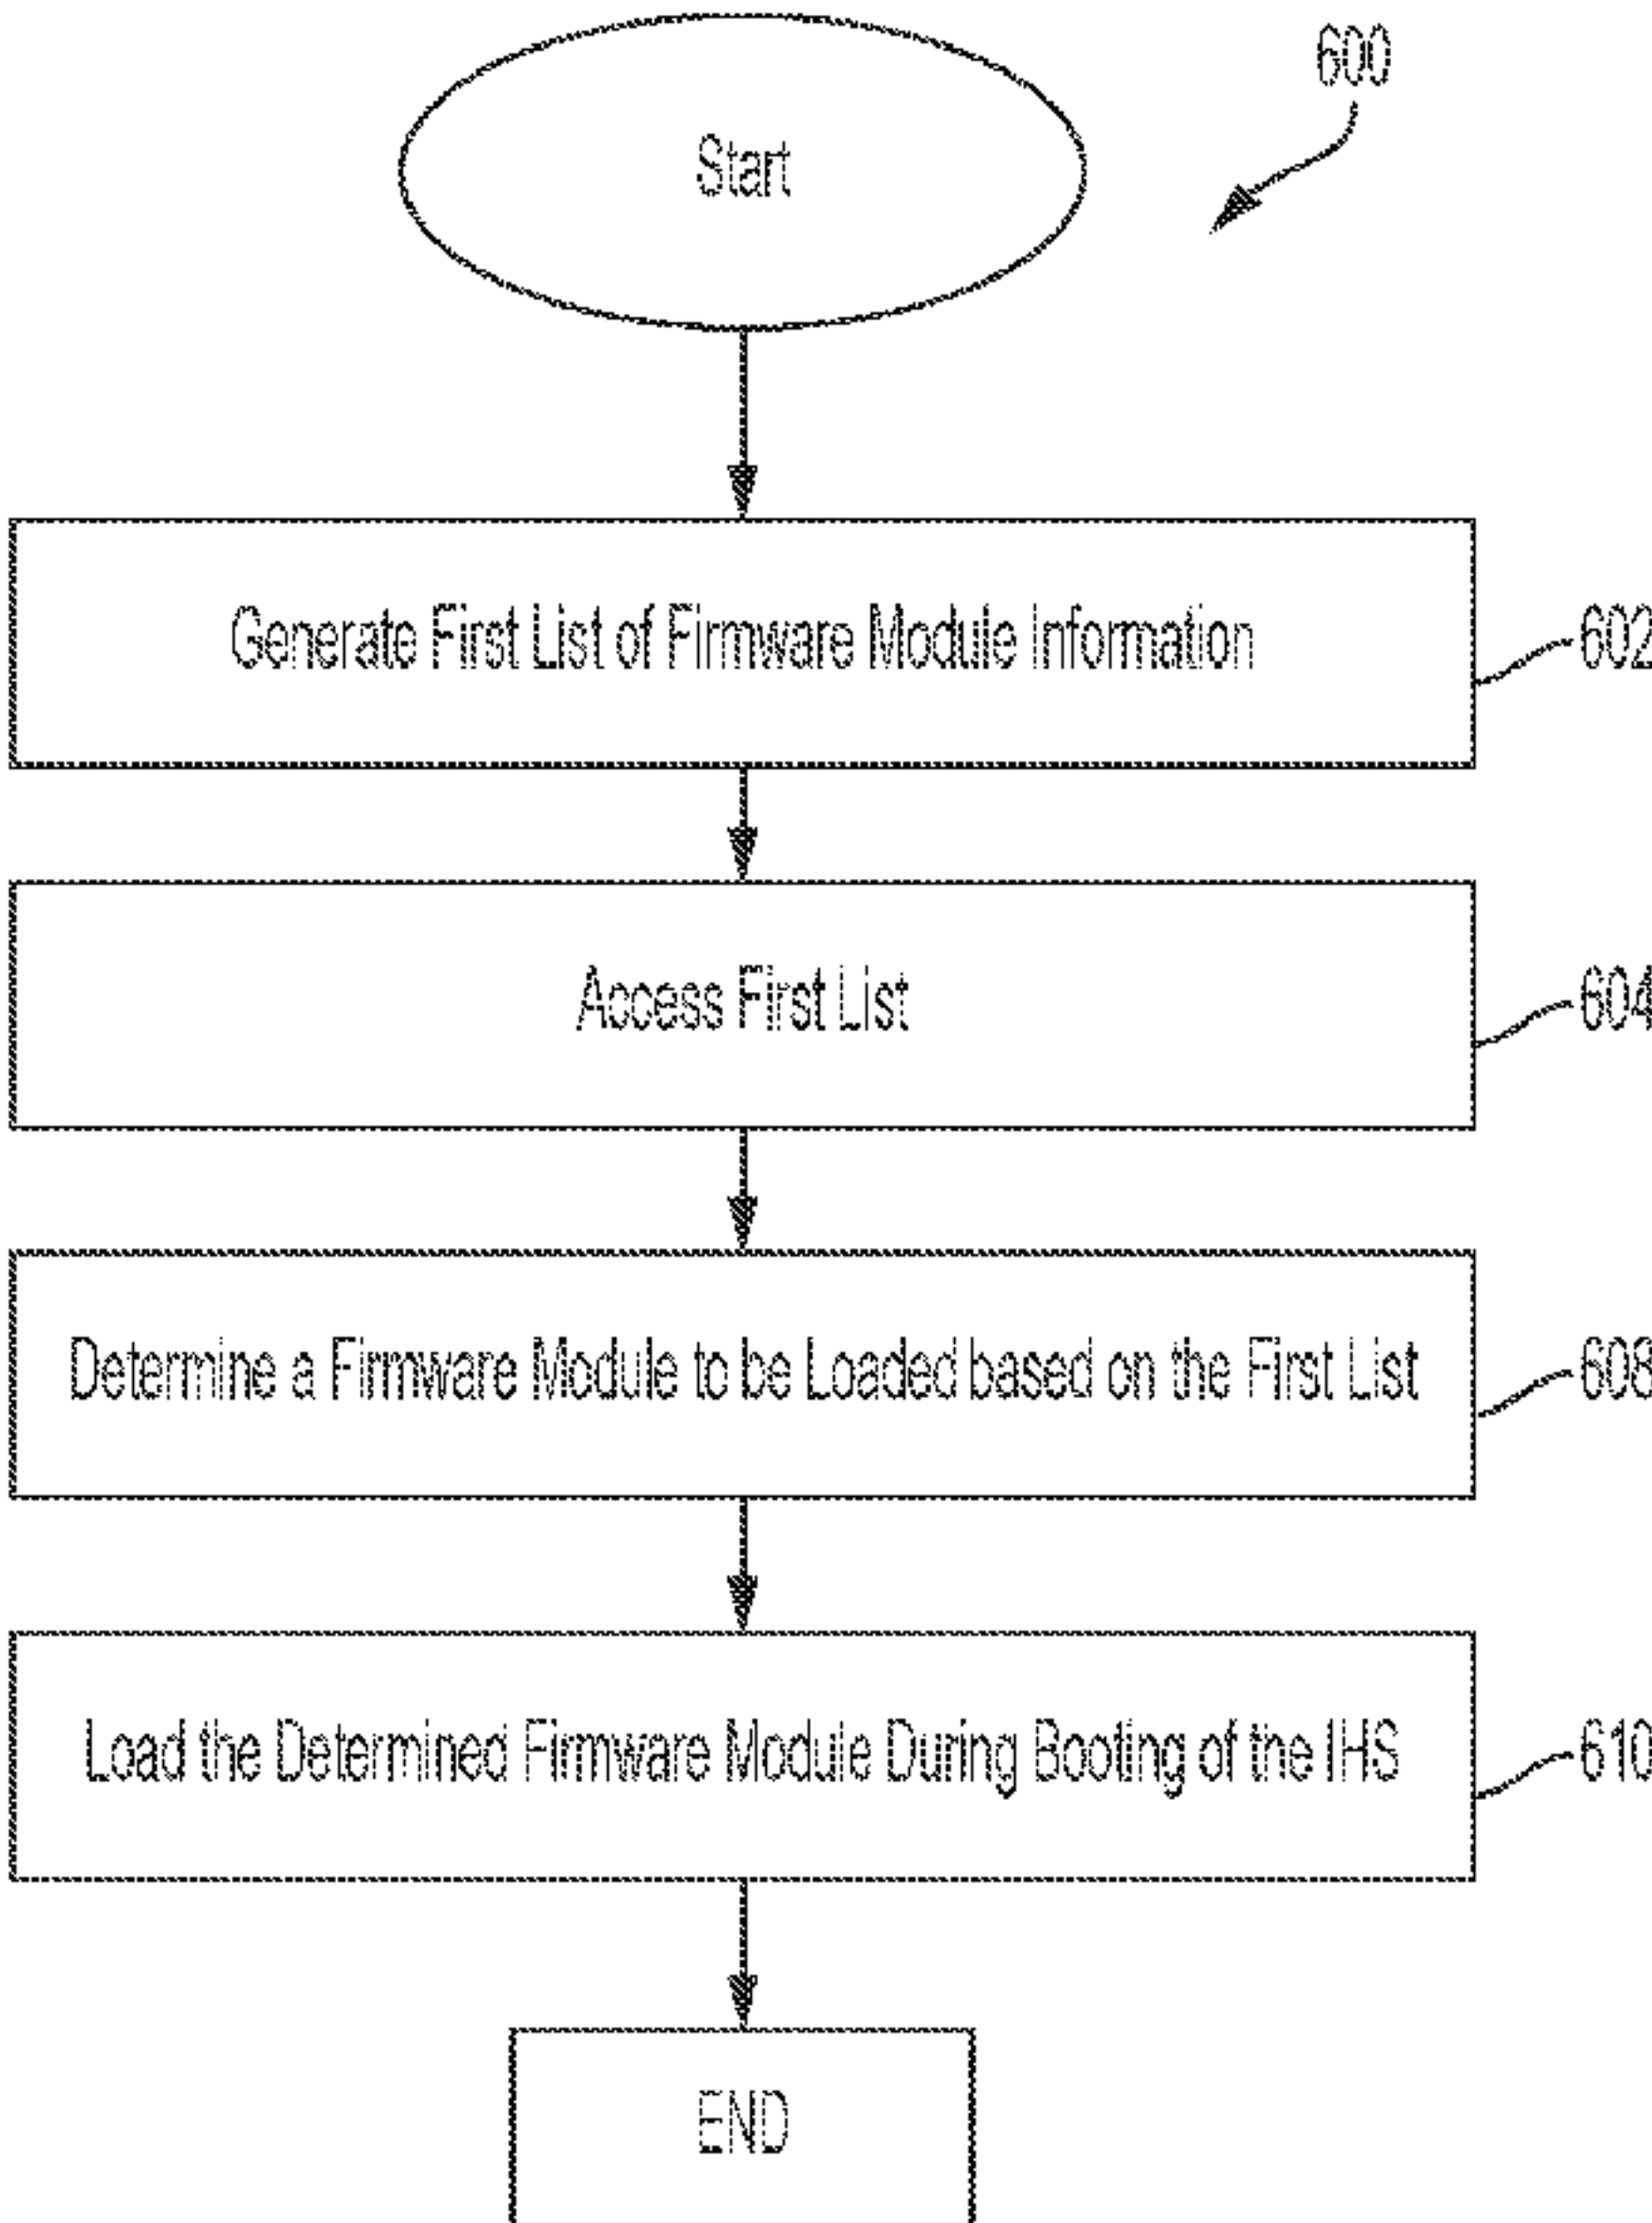 600
Start
Generate First List of Firmware Module Information
602
Access First List
604
Determine a Firmware Module to be Loaded based on the First List
608
Load the Determined Firmware Module During Booting of the IHS
610
END